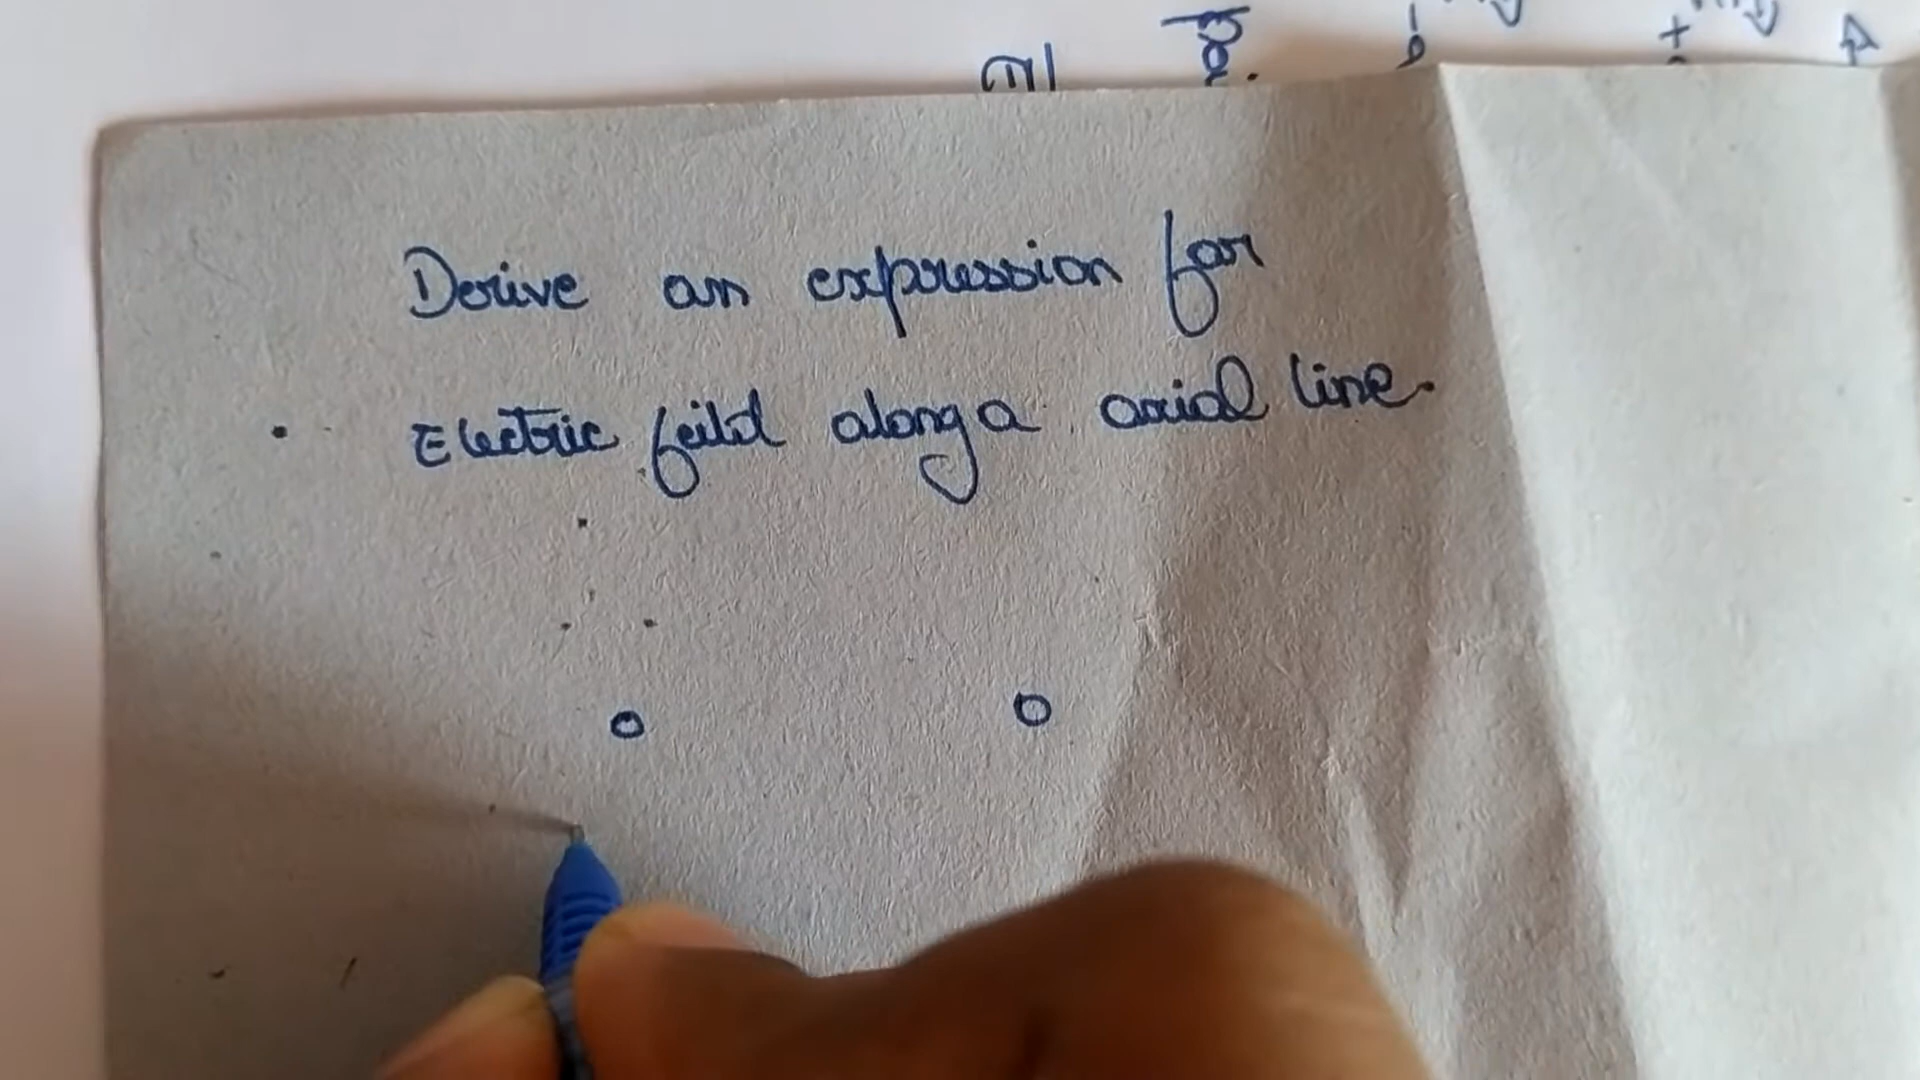 Derive an expression for
Electric feild along a axial line.